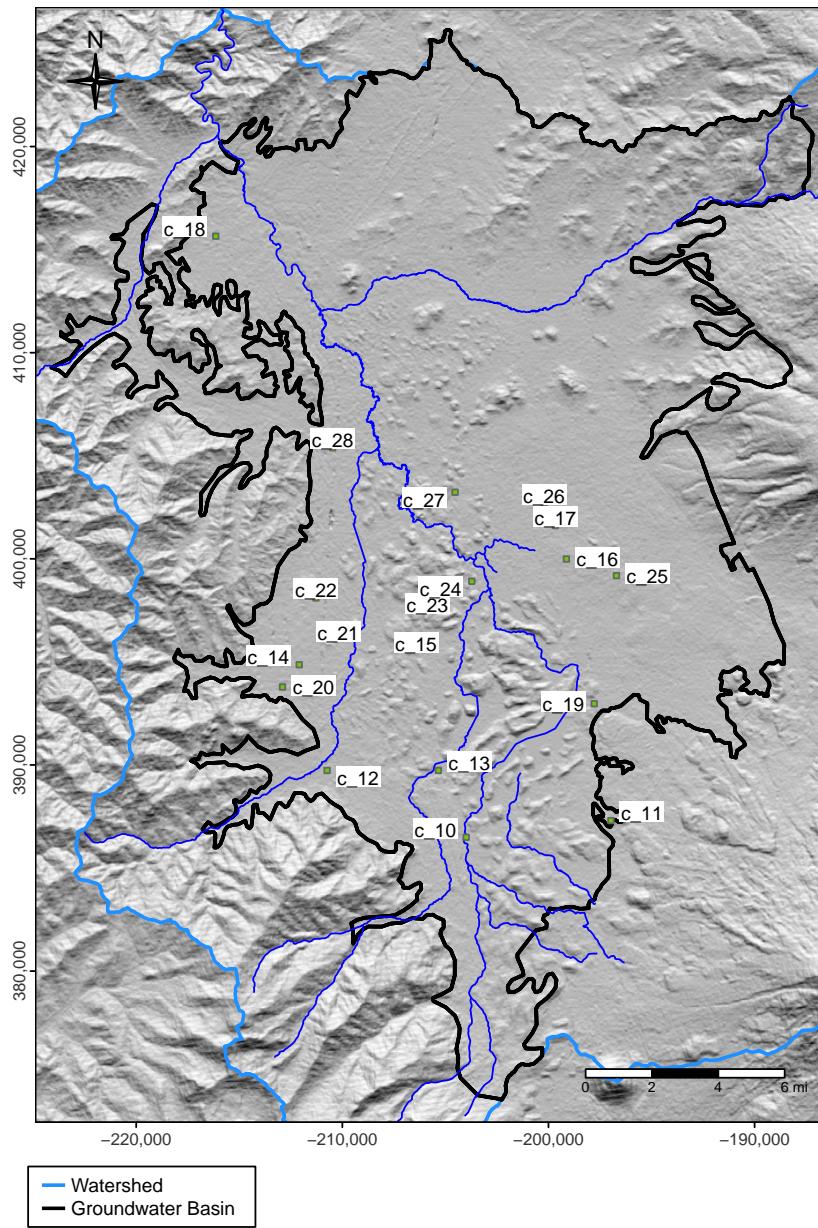 N
420,000
c_18
410,000
c_28
c_26
c_27
c_17
400,000
c_16
c_25
c_24
c_22
c_23
c_21
c_15
c_14
c_20
c_19
390,000
c_13
c_12
c_10
c_11
380,000
0 2 4 6 mi
−220,000 −210,000 −200,000 −190,000
Watershed
Groundwater Basin